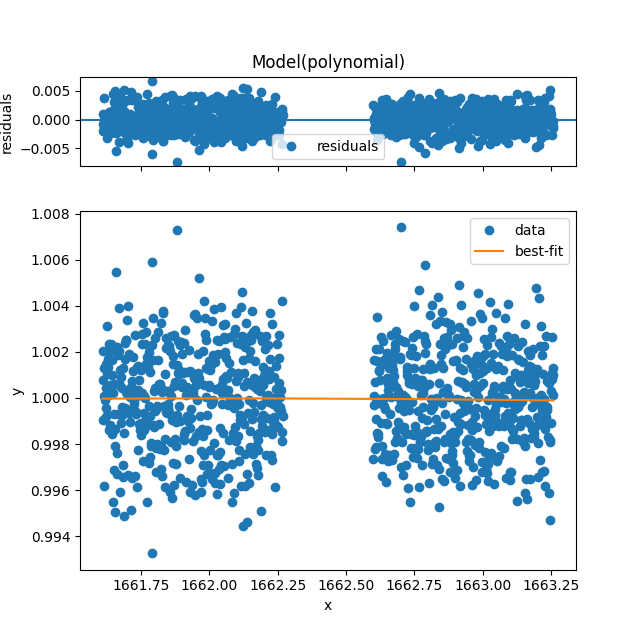 Model(polynomial)
residuals
0.005
0.000
−0.005
residuals
y
1.008
1.006
1.004
1.002
1.000
0.998
0.996
0.994
data
best-fit
1661.75 1662.00 1662.25 1662.50 1662.75 1663.00 1663.25
x